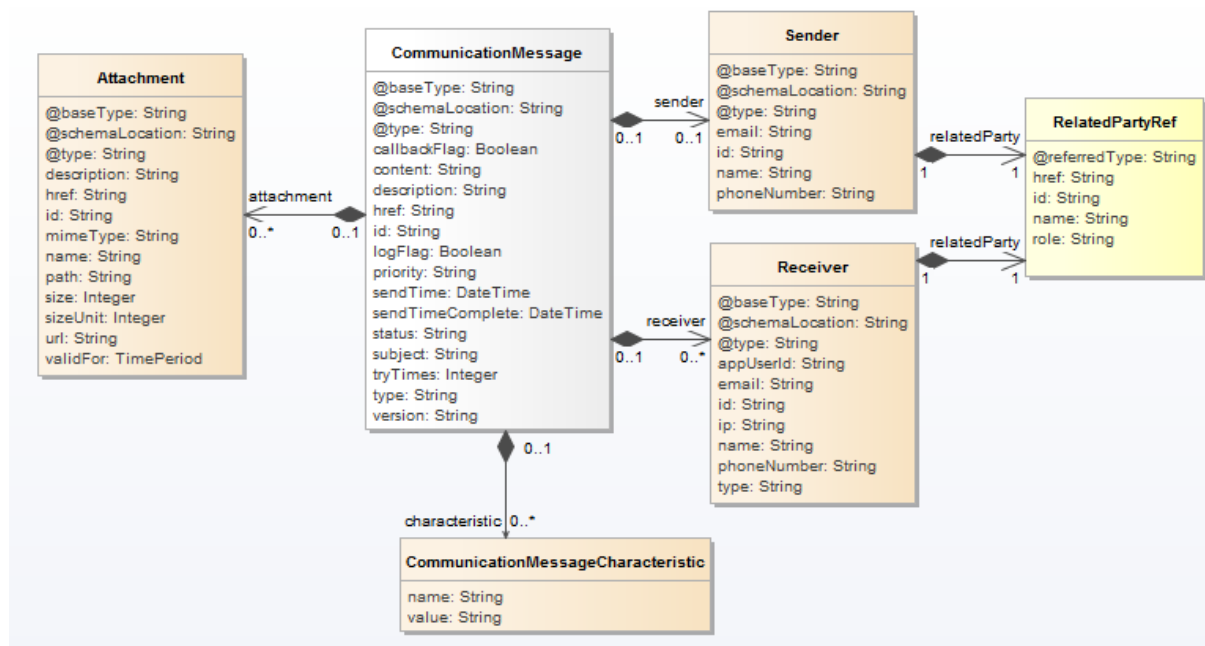 Attachment
@baseType: String
@schemaLocation: String
@type: String
description: String
href: String
id: String
mimeType: String
name: String
path: String
size: Integer
sizeUnit: Integer
url: String
validFor: TimePeriod
attachment
0..*
0..1
CommunicationMessage
@baseType: String
@schemaLocation: String
@type: String
callbackFlag: Boolean
content: String
description: String
href: String
id: String
logFlag: Boolean
priority: String
sendTime: DateTime
sendTimeComplete: DateTime
status: String
subject: String
tryTimes: Integer
type: String
version: String
sender
0..1
0..1
Sender
@baseType: String
@schemaLocation: String
@type: String
email: String
id: String
name: String
phoneNumber: String
relatedParty
1
1
RelatedPartyRef
@referredType: String
href: String
id: String
name: String
role: String
receiver
0..1
0..*
Receiver
@baseType: String
@schemaLocation: String
@type: String
appUserId: String
email: String
id: String
ip: String
name: String
phoneNumber: String
type: String
relatedParty
1
1
0..1
characteristic
0..*
CommunicationMessageCharacteristic
name: String
value: String